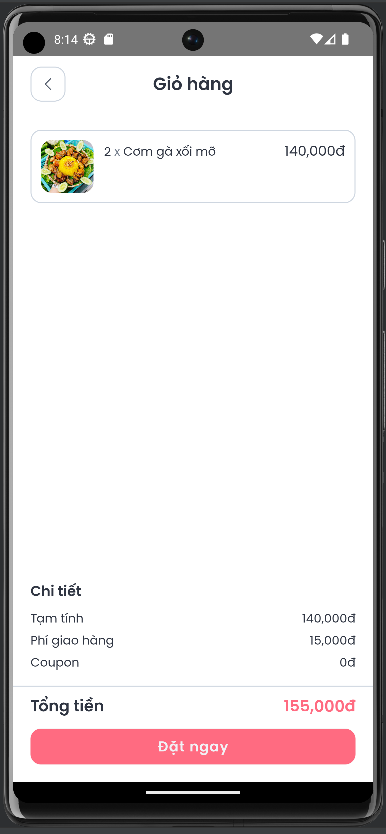 8:14
Giỏ hàng
2 x Cơm gà xối mỡ 140,000đ
Chi tiết
Tạm tính 140,000đ
Phí giao hàng 15,000đ
Coupon 0đ
Tổng tiền 155,000đ
Đặt ngay